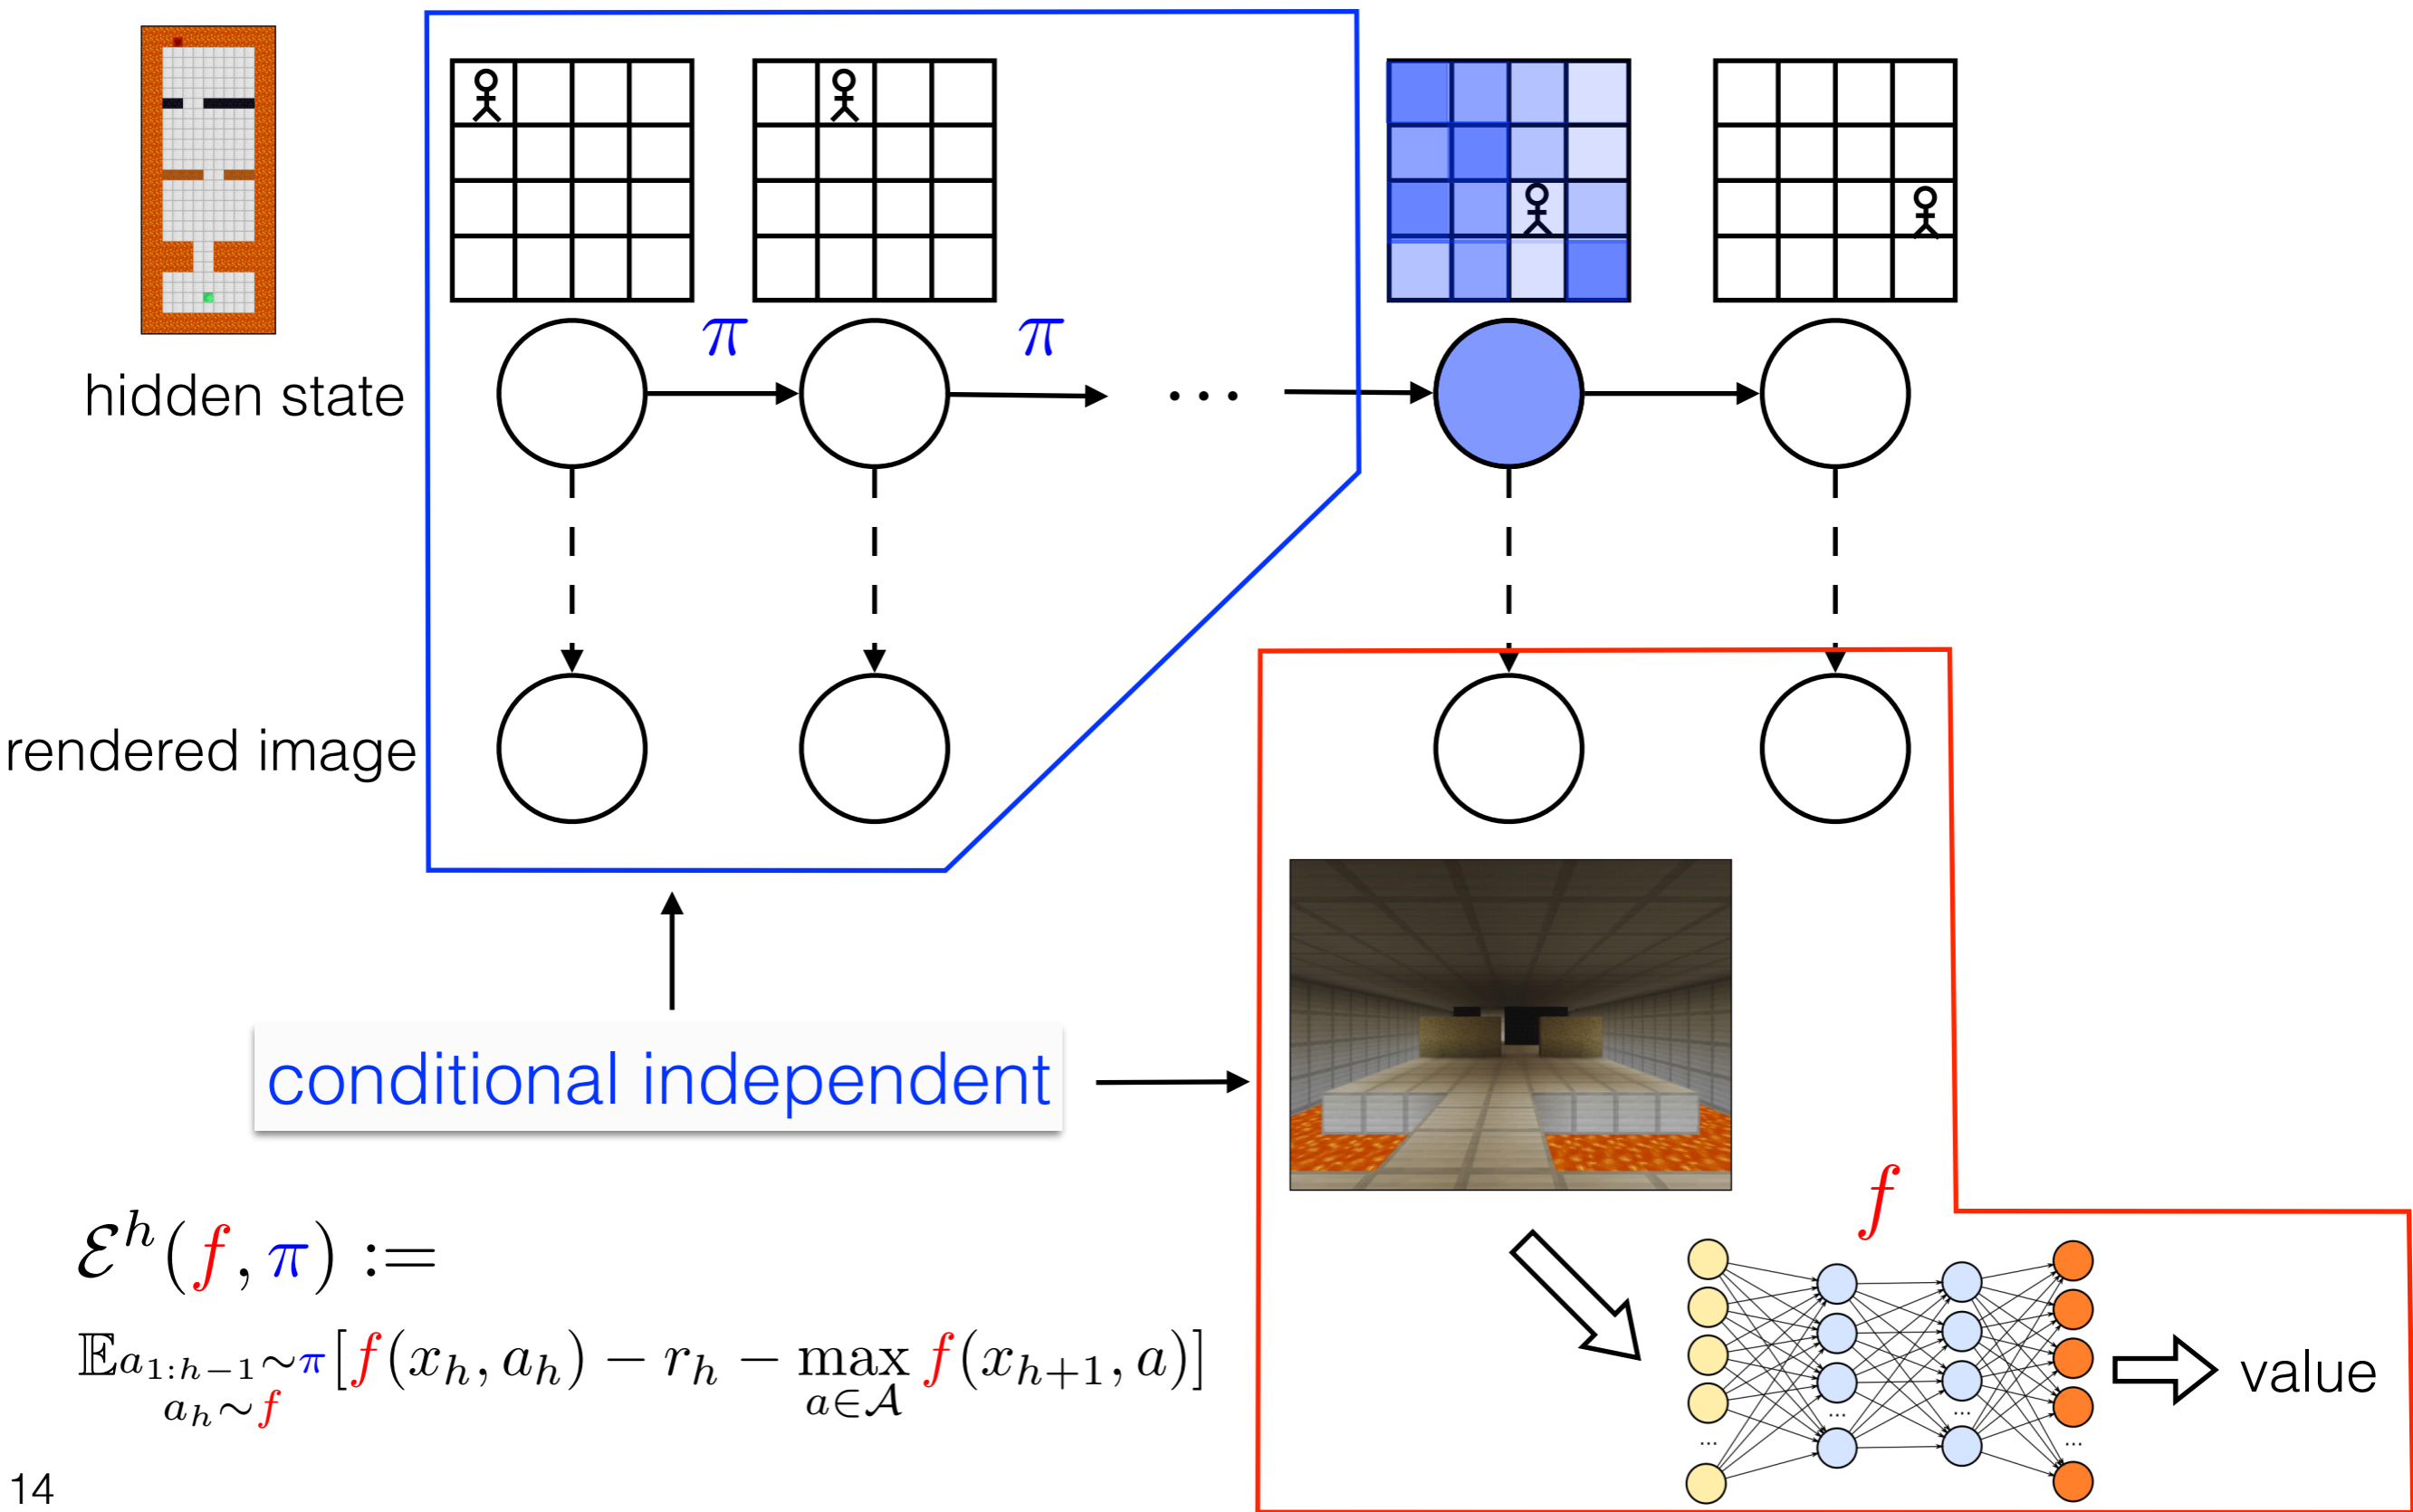 π π
hidden state
...
rendered image
conditional independent
f
ℰ^h(f, π) :=
𝔼_{a_{1:h−1}∼π, a_h∼f}[f(x_h, a_h) − r_h − max_{a∈𝒜} f(x_{h+1}, a)]
value
... ... ... ...
14